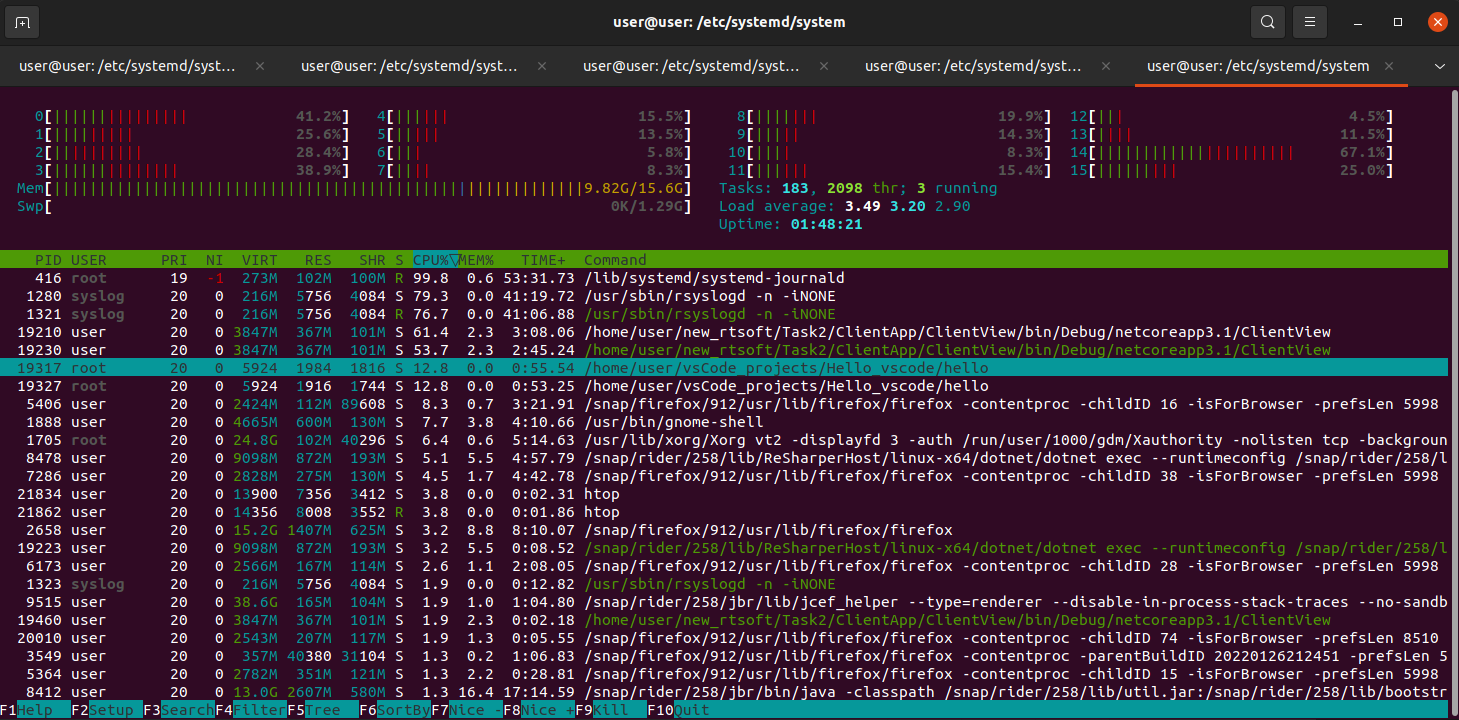 user@user: /etc/systemd/system
user@user: /etc/systemd/syst... × user@user: /etc/systemd/syst... × user@user: /etc/systemd/syst... × user@user: /etc/systemd/syst... × user@user: /etc/systemd/system ×
0[||||||||||||||| 41.2%] 4[|||||| 15.5%] 8[||||||| 19.9%] 12[||| 4.5%]
1[||||||||| 25.6%] 5[||||| 13.5%] 9[||||| 14.3%] 13[|||| 11.5%]
2[|||||||||| 28.4%] 6[||| 5.8%] 10[|||| 8.3%] 14[|||||||||||||||||||||| 67.1%]
3[|||||||||||||| 38.9%] 7[|||| 8.3%] 11[|||||| 15.4%] 15[||||||||| 25.0%]
Mem[|||||||||||||||||||||||||||||||||||||||||||||||||||||||||||9.82G/15.6G] Tasks: 183, 2098 thr; 3 running
Swp[ 0K/1.29G] Load average: 3.49 3.20 2.90
Uptime: 01:48:21
PID USER PRI NI VIRT RES SHR S CPU%▽MEM% TIME+ Command
416 root 19 -1 273M 102M 100M R 99.8 0.6 53:31.73 /lib/systemd/systemd-journald
1280 syslog 20 0 216M 5756 4084 S 79.3 0.0 41:19.72 /usr/sbin/rsyslogd -n -iNONE
1321 syslog 20 0 216M 5756 4084 R 76.7 0.0 41:06.88 /usr/sbin/rsyslogd -n -iNONE
19210 user 20 0 3847M 367M 101M S 61.4 2.3 3:08.06 /home/user/new_rtsoft/Task2/ClientApp/ClientView/bin/Debug/netcoreapp3.1/ClientView
19230 user 20 0 3847M 367M 101M S 53.7 2.3 2:45.24 /home/user/new_rtsoft/Task2/ClientApp/ClientView/bin/Debug/netcoreapp3.1/ClientView
19317 root 20 0 5924 1984 1816 S 12.8 0.0 0:55.54 /home/user/vsCode_projects/Hello_vscode/hello
19327 root 20 0 5924 1916 1744 S 12.8 0.0 0:53.25 /home/user/vsCode_projects/Hello_vscode/hello
5406 user 20 0 2424M 112M 89608 S 8.3 0.7 3:21.91 /snap/firefox/912/usr/lib/firefox/firefox -contentproc -childID 16 -isForBrowser -prefsLen 5998
1888 user 20 0 4665M 600M 130M S 7.7 3.8 4:10.66 /usr/bin/gnome-shell
1705 root 20 0 24.8G 102M 40296 S 6.4 0.6 5:14.63 /usr/lib/xorg/Xorg vt2 -displayfd 3 -auth /run/user/1000/gdm/Xauthority -nolisten tcp -backgroun
8478 user 20 0 9098M 872M 193M S 5.1 5.5 4:57.79 /snap/rider/258/lib/ReSharperHost/linux-x64/dotnet/dotnet exec --runtimeconfig /snap/rider/258/l
7286 user 20 0 2828M 275M 130M S 4.5 1.7 4:42.78 /snap/firefox/912/usr/lib/firefox/firefox -contentproc -childID 38 -isForBrowser -prefsLen 5998
21834 user 20 0 13900 7356 3412 S 3.8 0.0 0:02.31 htop
21862 user 20 0 14356 8008 3552 R 3.8 0.0 0:01.86 htop
2658 user 20 0 15.2G 1407M 625M S 3.2 8.8 8:10.07 /snap/firefox/912/usr/lib/firefox/firefox
19223 user 20 0 9098M 872M 193M S 3.2 5.5 0:08.52 /snap/rider/258/lib/ReSharperHost/linux-x64/dotnet/dotnet exec --runtimeconfig /snap/rider/258/l
6173 user 20 0 2566M 167M 114M S 2.6 1.1 2:08.05 /snap/firefox/912/usr/lib/firefox/firefox -contentproc -childID 28 -isForBrowser -prefsLen 5998
1323 syslog 20 0 216M 5756 4084 S 1.9 0.0 0:12.82 /usr/sbin/rsyslogd -n -iNONE
9515 user 20 0 38.6G 165M 104M S 1.9 1.0 1:04.80 /snap/rider/258/jbr/lib/jcef_helper --type=renderer --disable-in-process-stack-traces --no-sandb
19460 user 20 0 3847M 367M 101M S 1.9 2.3 0:02.18 /home/user/new_rtsoft/Task2/ClientApp/ClientView/bin/Debug/netcoreapp3.1/ClientView
20010 user 20 0 2543M 207M 117M S 1.9 1.3 0:05.55 /snap/firefox/912/usr/lib/firefox/firefox -contentproc -childID 74 -isForBrowser -prefsLen 8510
3549 user 20 0 357M 40380 31104 S 1.3 0.2 1:06.83 /snap/firefox/912/usr/lib/firefox/firefox -contentproc -parentBuildID 20220126212451 -prefsLen 5
5364 user 20 0 2782M 351M 121M S 1.3 2.2 0:28.81 /snap/firefox/912/usr/lib/firefox/firefox -contentproc -childID 15 -isForBrowser -prefsLen 5998
8412 user 20 0 13.0G 2607M 580M S 1.3 16.4 17:14.59 /snap/rider/258/jbr/bin/java -classpath /snap/rider/258/lib/util.jar:/snap/rider/258/lib/bootstr
F1Help F2Setup F3SearchF4FilterF5Tree F6SortByF7Nice -F8Nice +F9Kill F10Quit